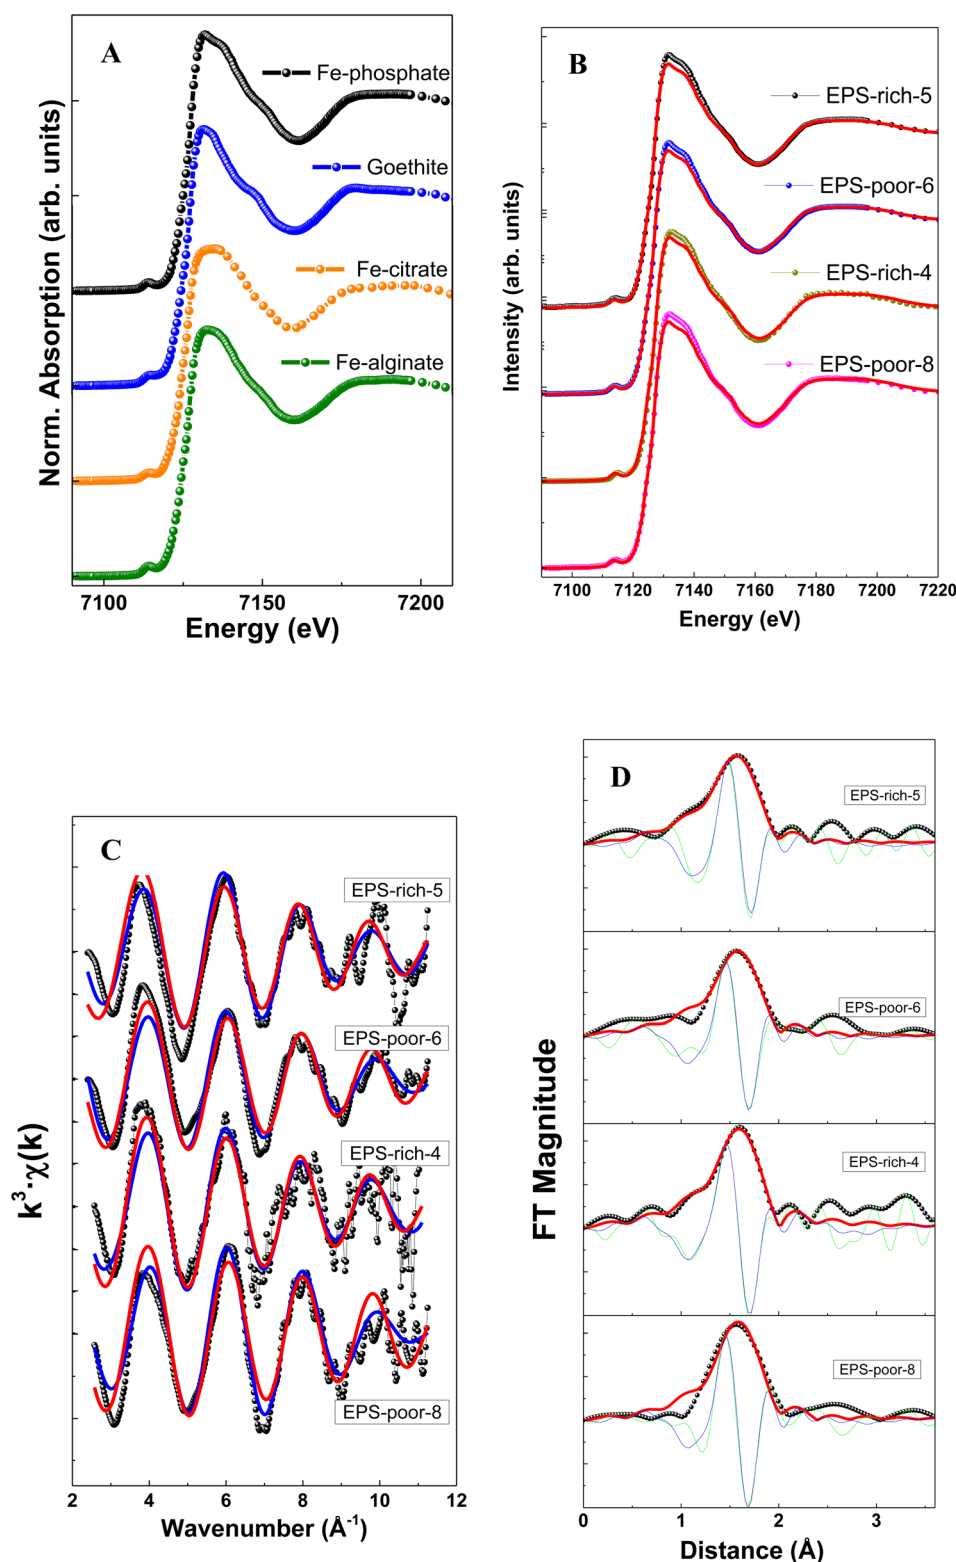 A
Fe-phosphate
Goethite
Fe-citrate
Fe-alginate
Norm. Absorption (arb. units)
7100 7150 7200
Energy (eV)
B
EPS-rich-5
EPS-poor-6
EPS-rich-4
EPS-poor-8
Intensity (arb. units)
7100 7120 7140 7160 7180 7200 7220
Energy (eV)
C
EPS-rich-5
EPS-poor-6
EPS-rich-4
EPS-poor-8
k³·χ(k)
2 4 6 8 10 12
Wavenumber (Å⁻¹)
D
EPS-rich-5
EPS-poor-6
EPS-rich-4
EPS-poor-8
FT Magnitude
0 1 2 3
Distance (Å)